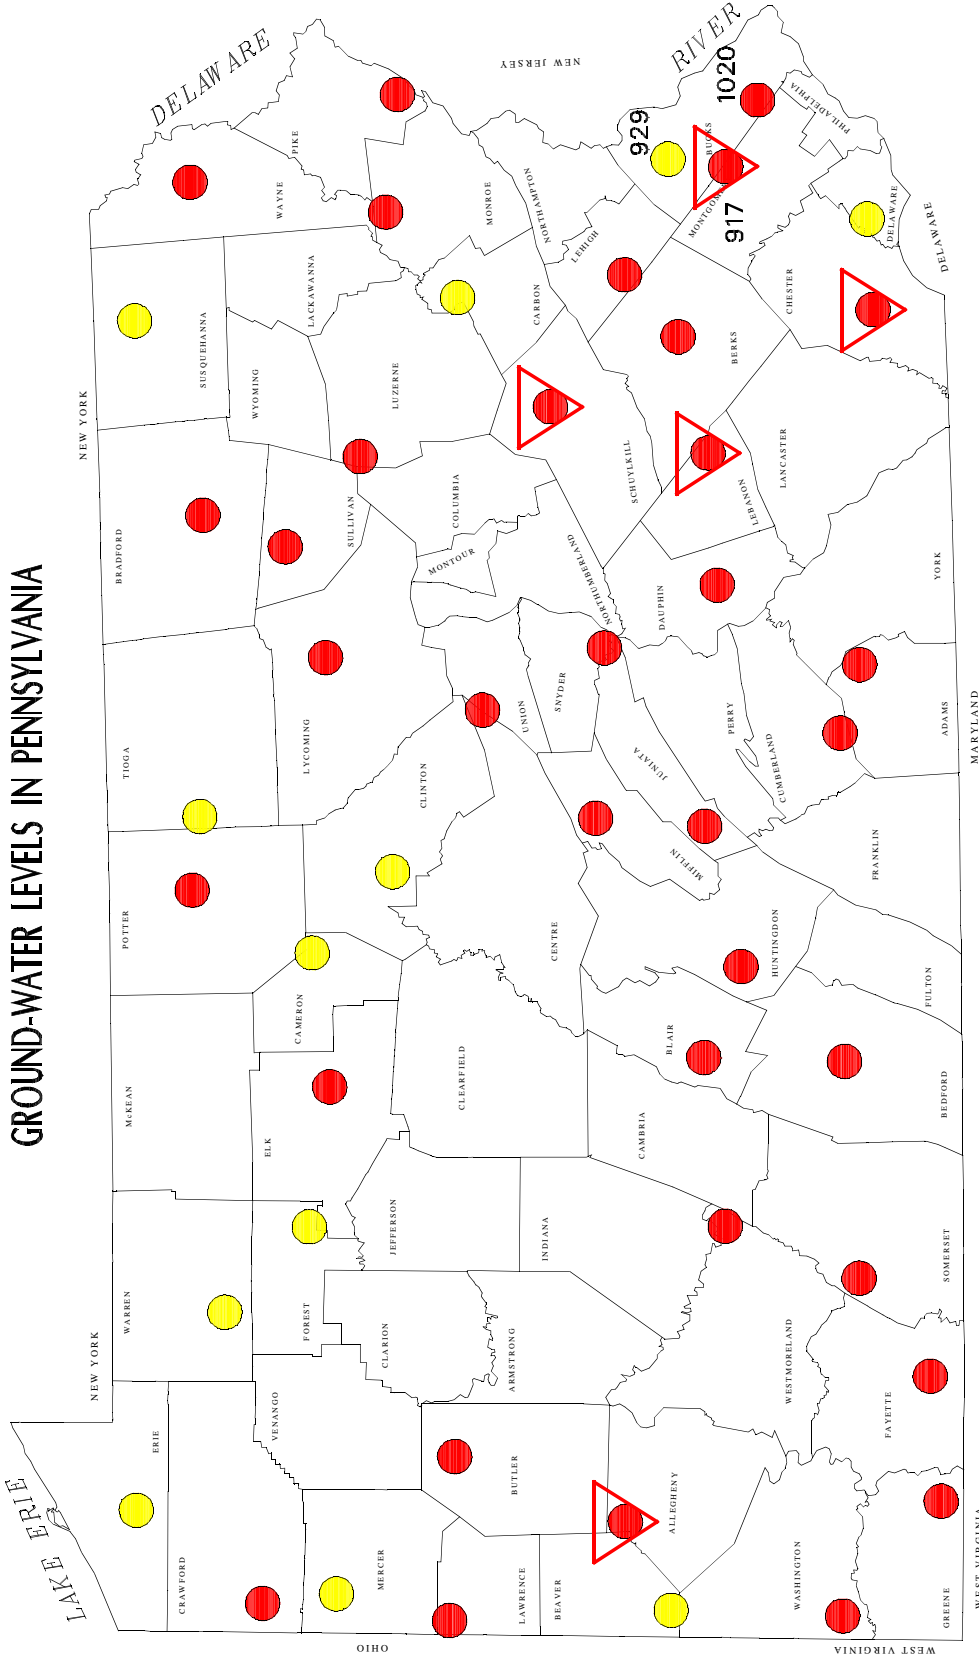 GROUND-WATER LEVELS IN PENNSYLVANIA
LAKE ERIE
NEW YORK
NEW YORK
DELAWARE
RIVER
NEW JERSEY
ERIE
WARREN
McKEAN
POTTER
TIOGA
BRADFORD
SUSQUEHANNA
WAYNE
PIKE
CRAWFORD
VENANGO
FOREST
ELK
CAMERON
LYCOMING
SULLIVAN
WYOMING
LACKAWANNA
MERCER
CLARION
JEFFERSON
CLINTON
LUZERNE
MONROE
CLEARFIELD
COLUMBIA
MONTOUR
LAWRENCE
BUTLER
ARMSTRONG
INDIANA
CENTRE
UNION
SNYDER
NORTHUMBERLAND
CARBON
NORTHAMPTON
BEAVER
ALLEGHENY
CAMBRIA
BLAIR
MIFFLIN
JUNIATA
DAUPHIN
SCHUYLKILL
LEHIGH
929
1020
917
BUCKS
MONTGOMERY
WASHINGTON
WESTMORELAND
HUNTINGDON
PERRY
CUMBERLAND
LEBANON
BERKS
LANCASTER
CHESTER
PHILADELPHIA
DELAWARE
GREENE
FAYETTE
SOMERSET
BEDFORD
FULTON
FRANKLIN
ADAMS
YORK
DELAWARE
OHIO
WEST VIRGINIA
WEST VIRGINIA
MARYLAND